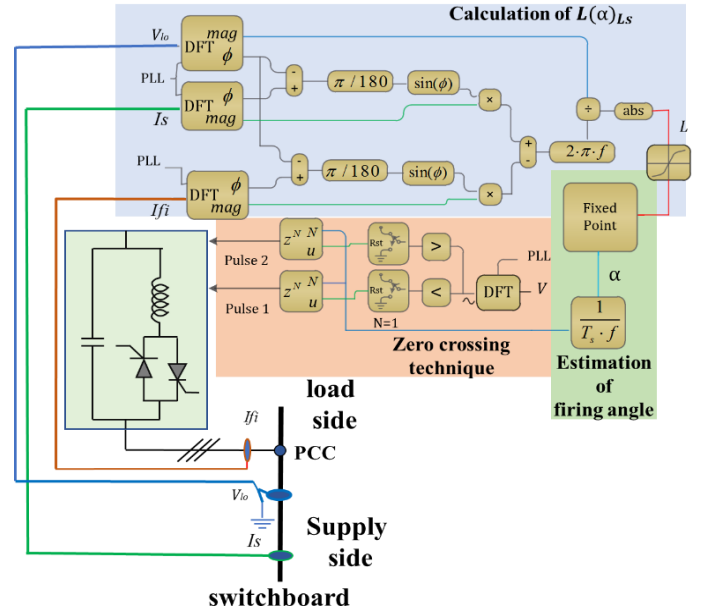 Calculation of L(α)Ls
Vlo
DFT
mag
ϕ
PLL
DFT
ϕ
mag
Is
-
+
π /180
sin(ϕ)
×
÷
abs
L
+
-
2·π·f
PLL
DFT
ϕ
mag
Ifi
-
+
π /180
sin(ϕ)
×
Fixed
Point
α
1
Ts · f
Estimation
of
firing angle
Pulse 2
z^N N
u
Rst
>
PLL
Pulse 1
z^N N
u
Rst
<
DFT
V
N=1
Zero crossing
technique
load
side
Ifi
PCC
Vlo
Supply
side
Is
switchboard